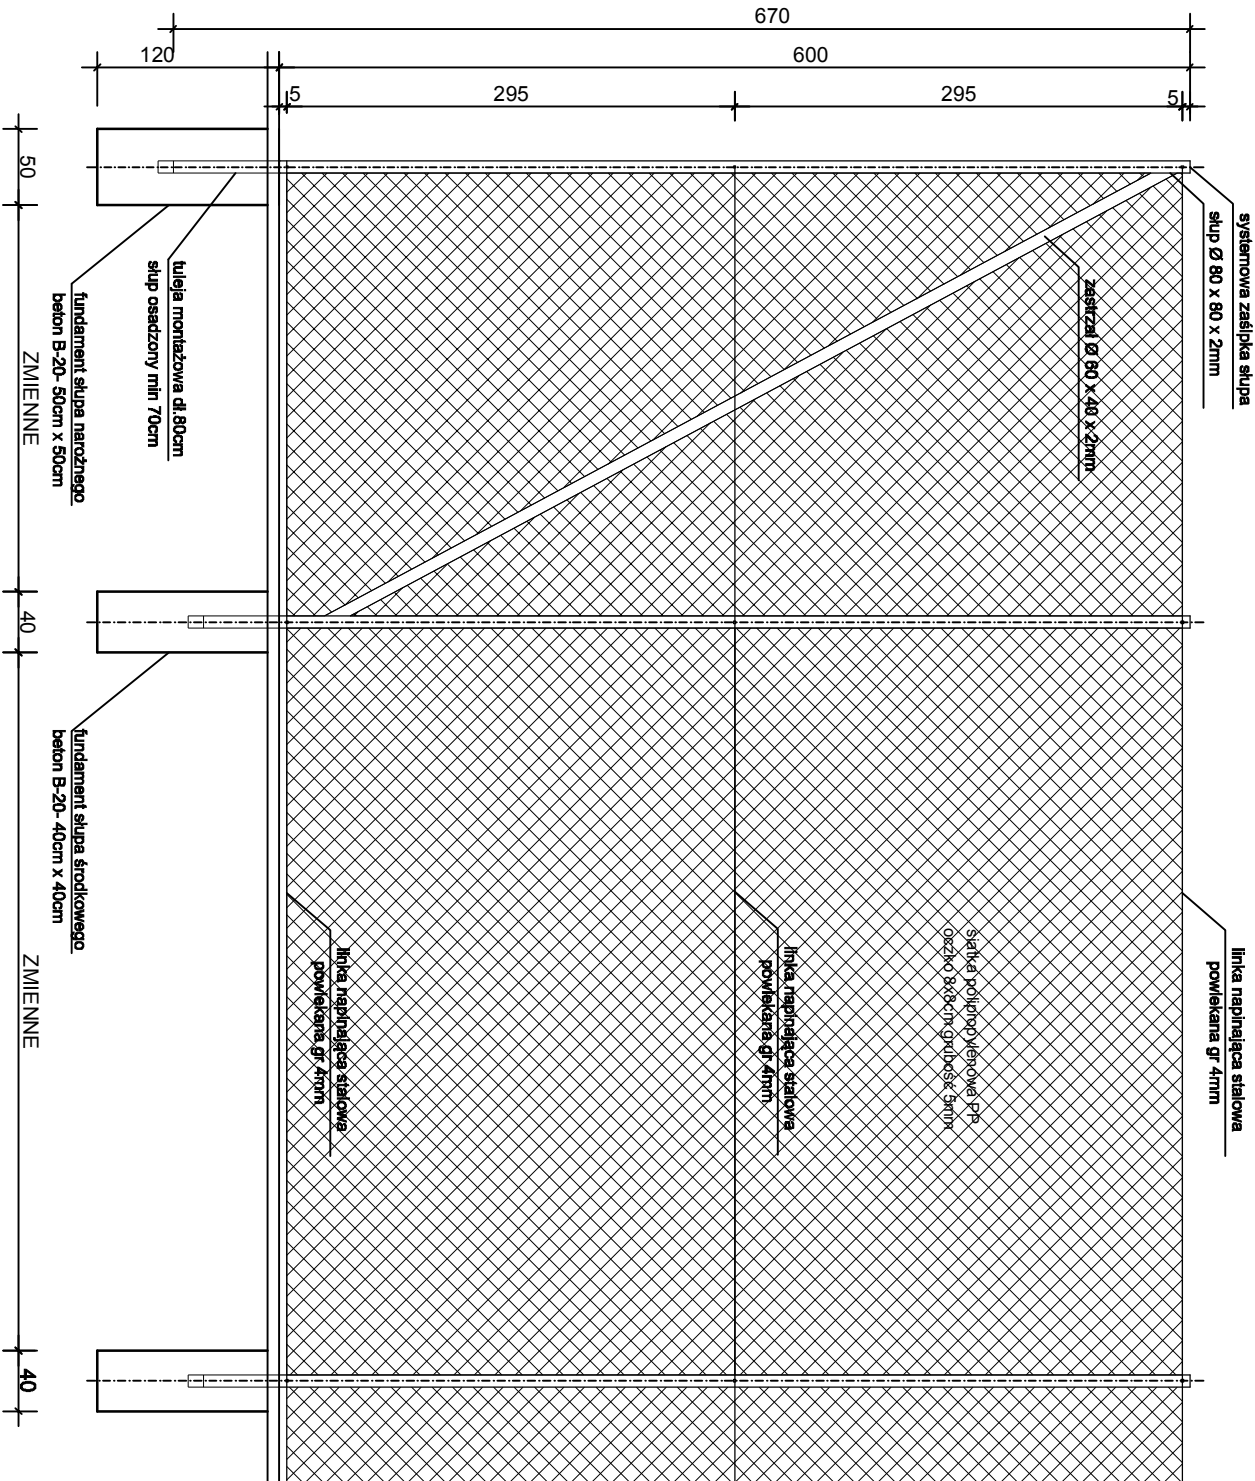 670
120
600
5
295
295
5
systemowa zaślpka słupa
słup Ø 80 x 80 x 2mm
zastrzał Ø 60 x 40 x 2mm
tuleja montażowa dł.80cm
słup osadzony min 70cm
fundament słupa narożnego
beton B-20- 50cm x 50cm
50
ZMIENNE
40
fundament słupa środkowego
beton B-20- 40cm x 40cm
linka napinająca stalowa
powlekana gr 4mm
siatka polipropylenowa PP
oczko 8x8cm grubość 5mm
linka napinająca stalowa
powlekana gr 4mm
linka napinająca stalowa
powlekana gr 4mm
ZMIENNE
40